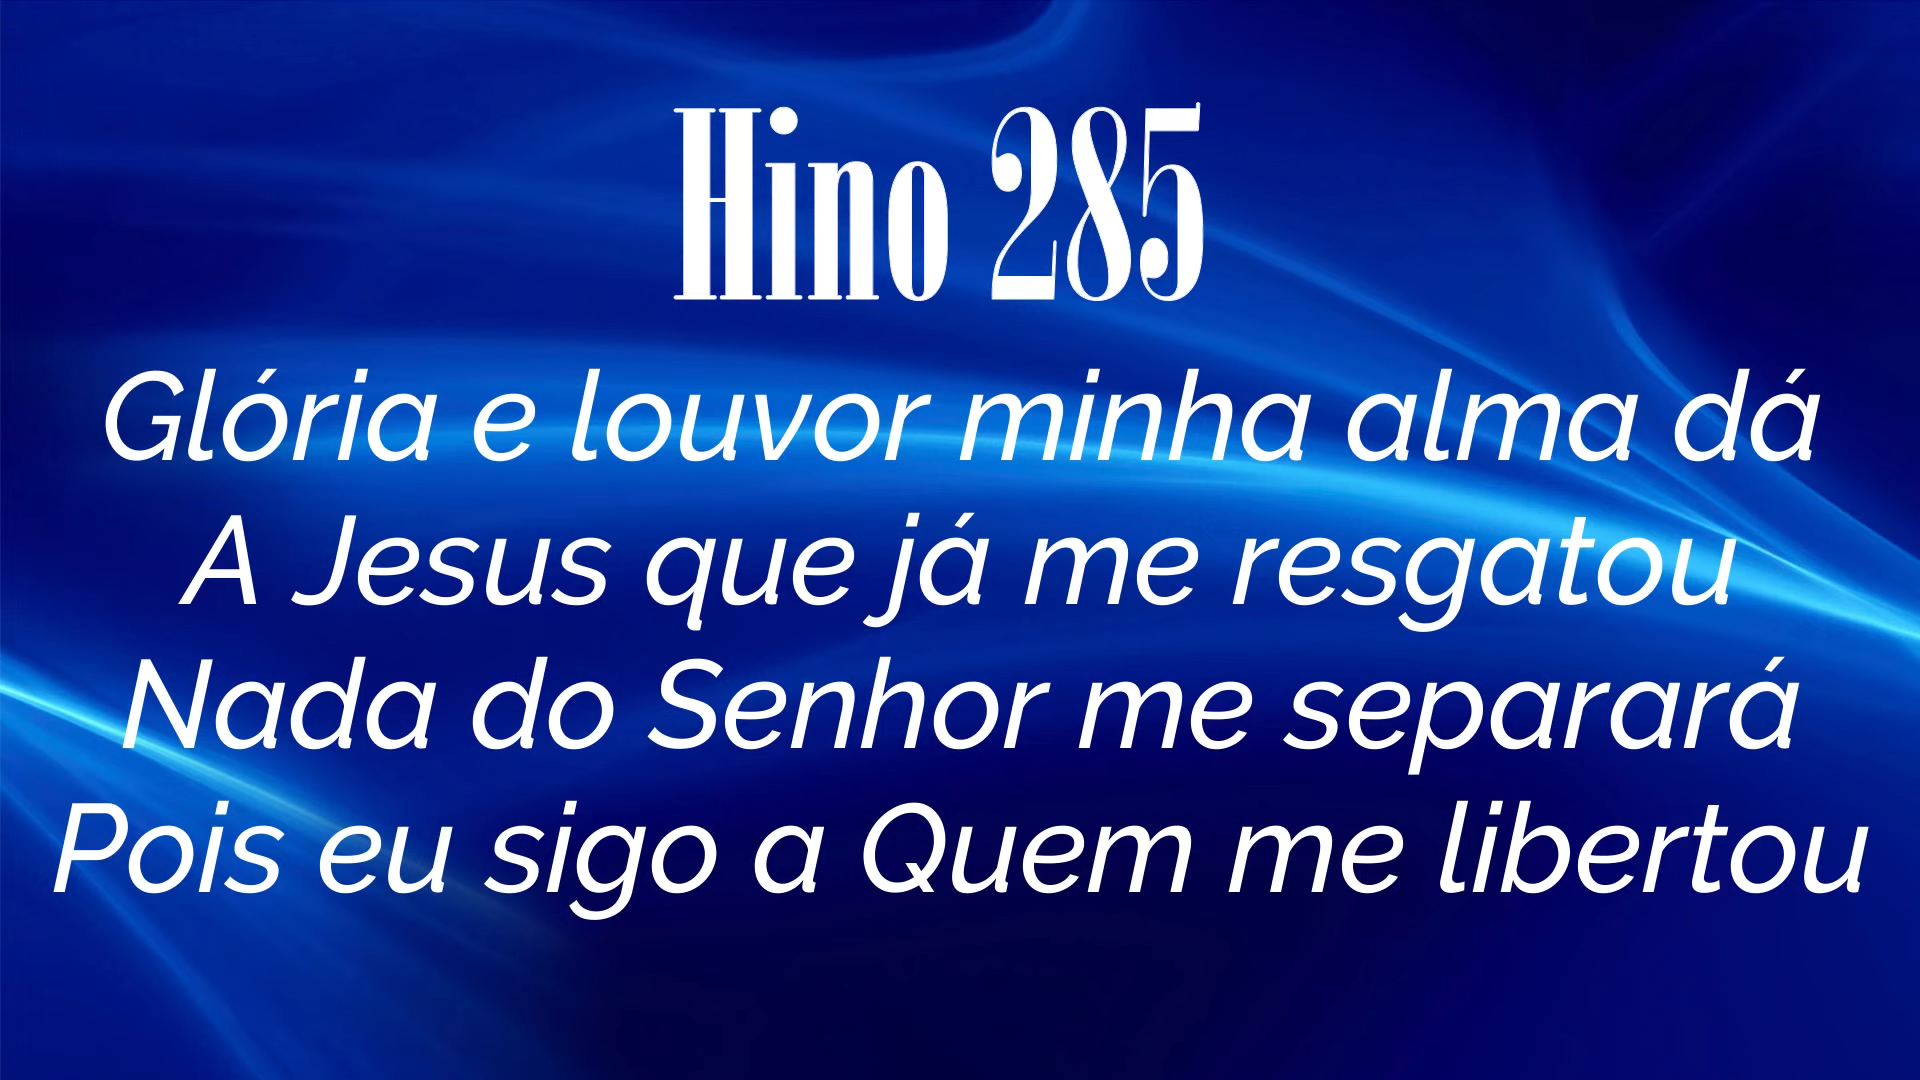 Hino 285
Glória e louvor minha alma dá
A Jesus que já me resgatou
Nada do Senhor me separará
Pois eu sigo a Quem me libertou